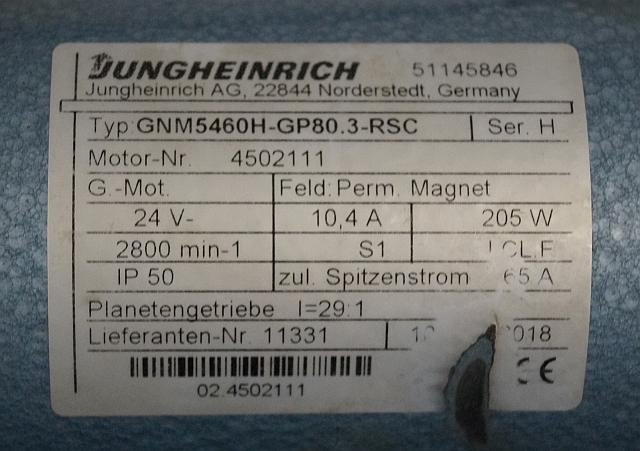 JUNGHEINRICH 51145846
Jungheinrich AG, 22844 Norderstedt, Germany
Typ GNM5460H-GP80.3-RSC Ser. H
Motor-Nr. 4502111
G.-Mot. Feld: Perm. Magnet
24 V- 10,4 A 205 W
2800 min-1 S1 CL.F
IP 50 zul. Spitzenstrom 65 A
Planetengetriebe I=29:1
Lieferanten-Nr. 11331
02.4502111 CE